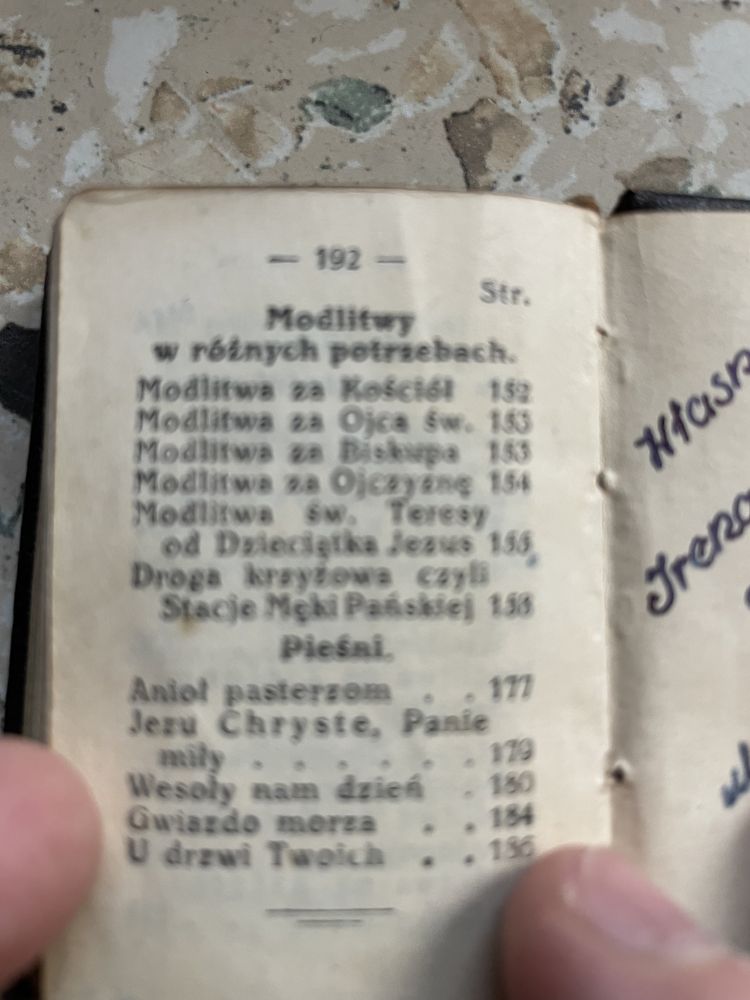 — 192 —
Str.
Modlitwy
w różnych potrzebach.
Modlitwa za Kościół 152
Modlitwa za Ojca św. 153
Modlitwa za Biskupa 153
Modlitwa za Ojczyznę 154
Modlitwa św. Teresy
od Dzieciątka Jezus 155
Droga krzyżowa czyli
Stacje Męki Pańskiej 158
Pieśni.
Anioł pasterzom . . 177
Jezu Chryste, Panie
miły . . . . . . 179
Wesoły nam dzień . 180
Gwiazdo morza . . 184
U drzwi Twoich . . 186